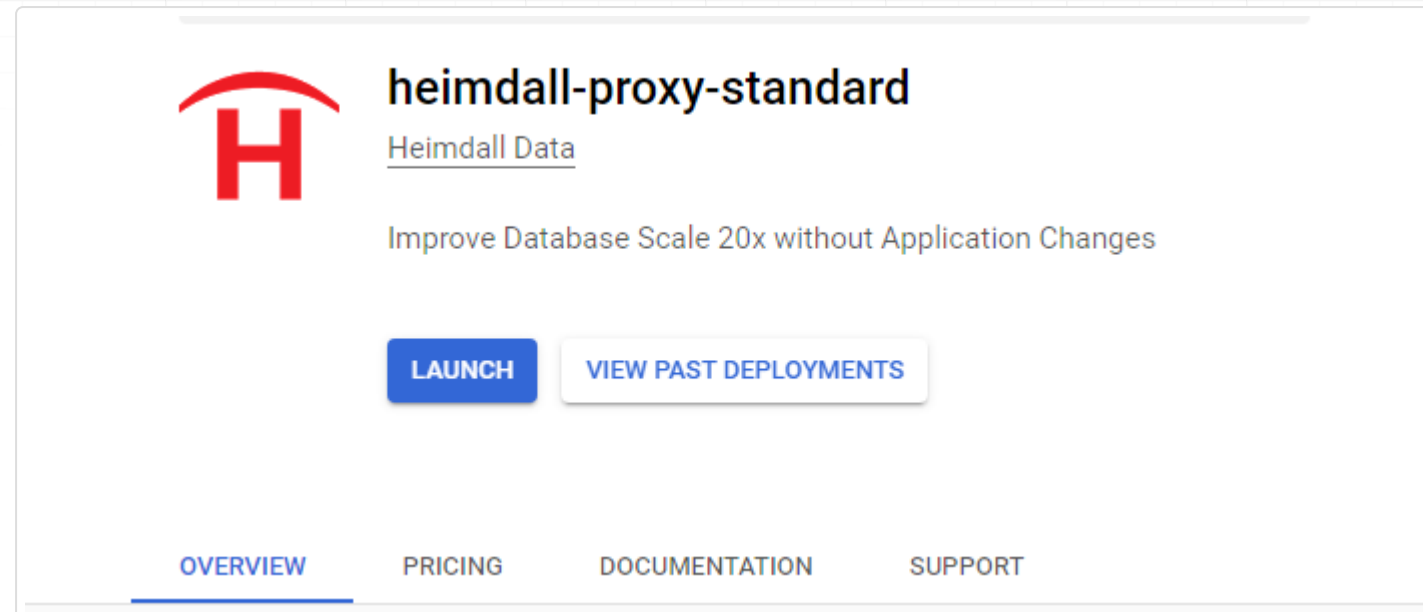 H
heimdall-proxy-standard
Heimdall Data
Improve Database Scale 20x without Application Changes
LAUNCH VIEW PAST DEPLOYMENTS
OVERVIEW PRICING DOCUMENTATION SUPPORT